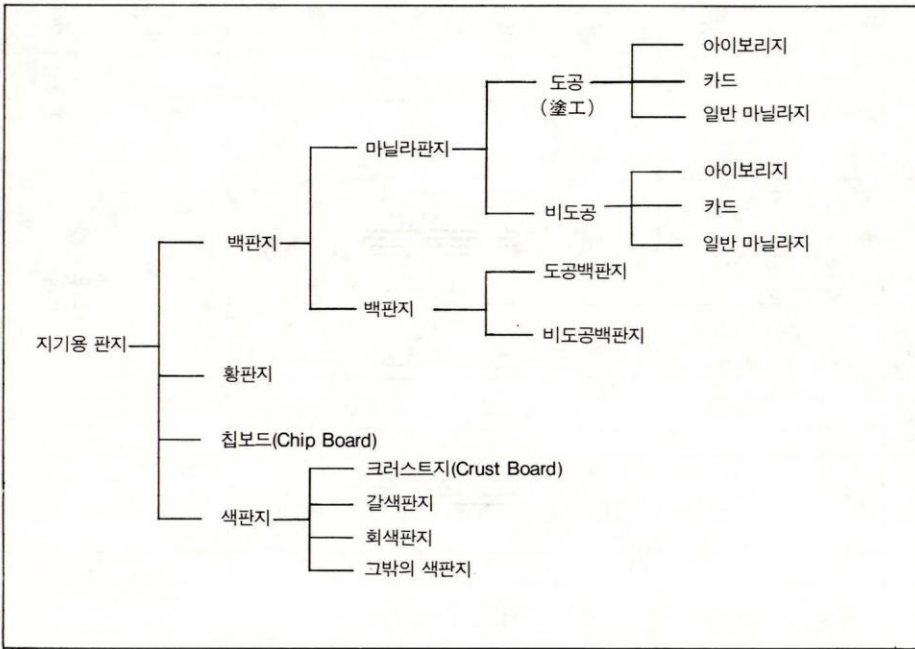 지기용 판지
백판지
마닐라판지
도공
(塗工)
아이보리지
카드
일반 마닐라지
비도공
아이보리지
카드
일반 마닐라지
백판지
도공백판지
비도공백판지
황판지
칩보드(Chip Board)
색판지
크러스트지(Crust Board)
갈색판지
회색판지
그밖의 색판지